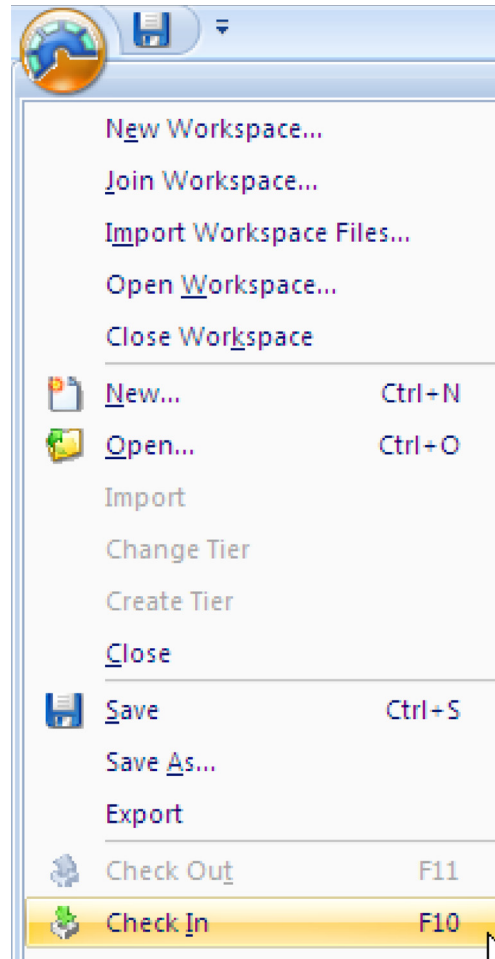 New Workspace...
Join Workspace...
Import Workspace Files...
Open Workspace...
Close Workspace
New... Ctrl+N
Open... Ctrl+O
Import
Change Tier
Create Tier
Close
Save Ctrl+S
Save As...
Export
Check Out F11
Check In F10